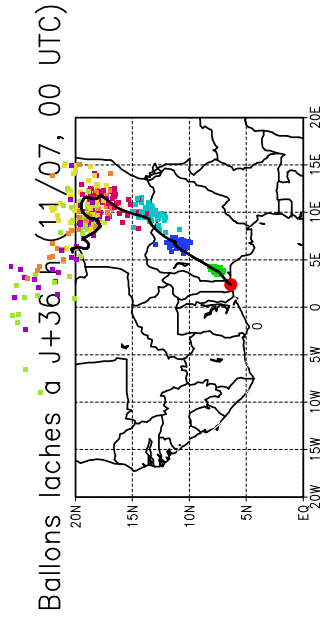 Ballons laches a J+36 h (11/07, 00 UTC)
20N
15N
10N
5N
EQ
20W
15W
10W
5W
0
5E
10E
15E
20E
0